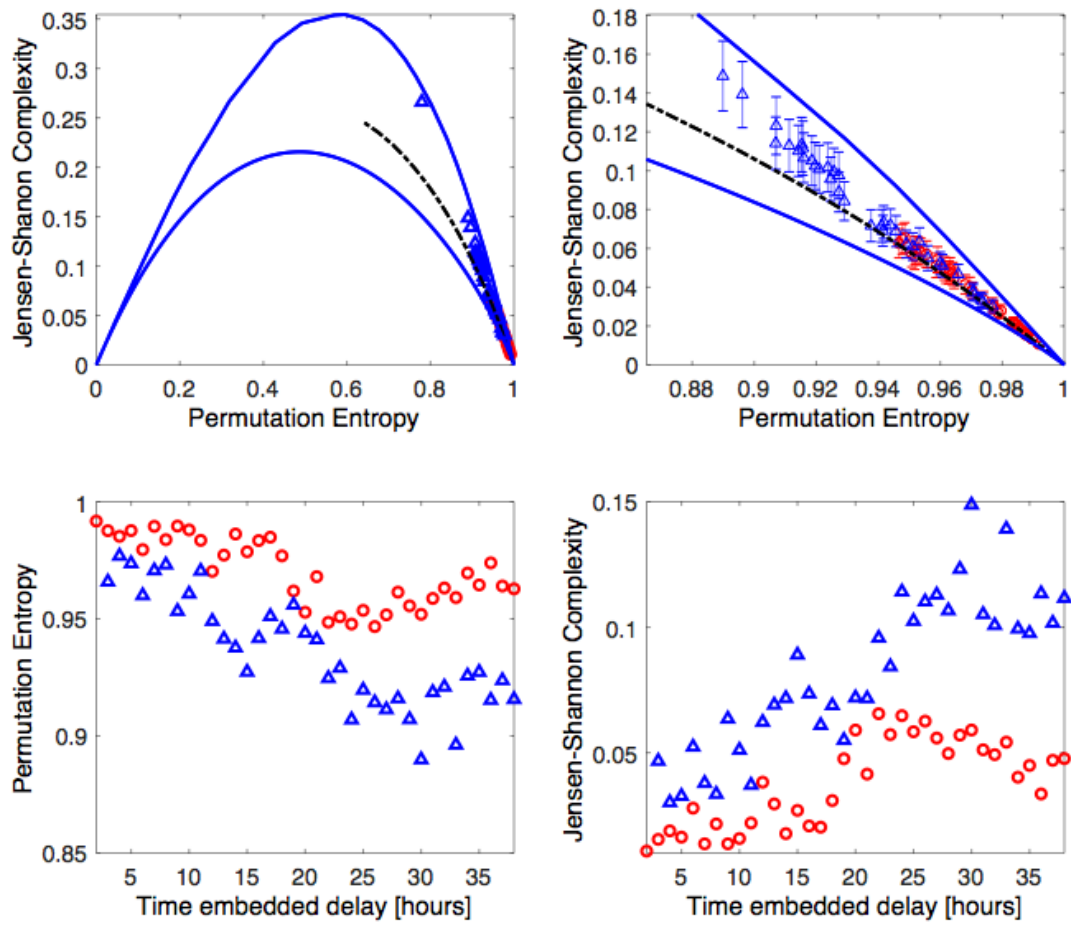 Jensen-Shanon Complexity
0.35
0.3
0.25
0.2
0.15
0.1
0.05
0
0 0.2 0.4 0.6 0.8 1
Permutation Entropy
Jensen-Shanon Complexity
0.18
0.16
0.14
0.12
0.1
0.08
0.06
0.04
0.02
0
0.88 0.9 0.92 0.94 0.96 0.98 1
Permutation Entropy
Permutation Entropy
1
0.95
0.9
0.85
5 10 15 20 25 30 35
Time embedded delay [hours]
Jensen-Shannon Complexity
0.15
0.1
0.05
5 10 15 20 25 30 35
Time embedded delay [hours]